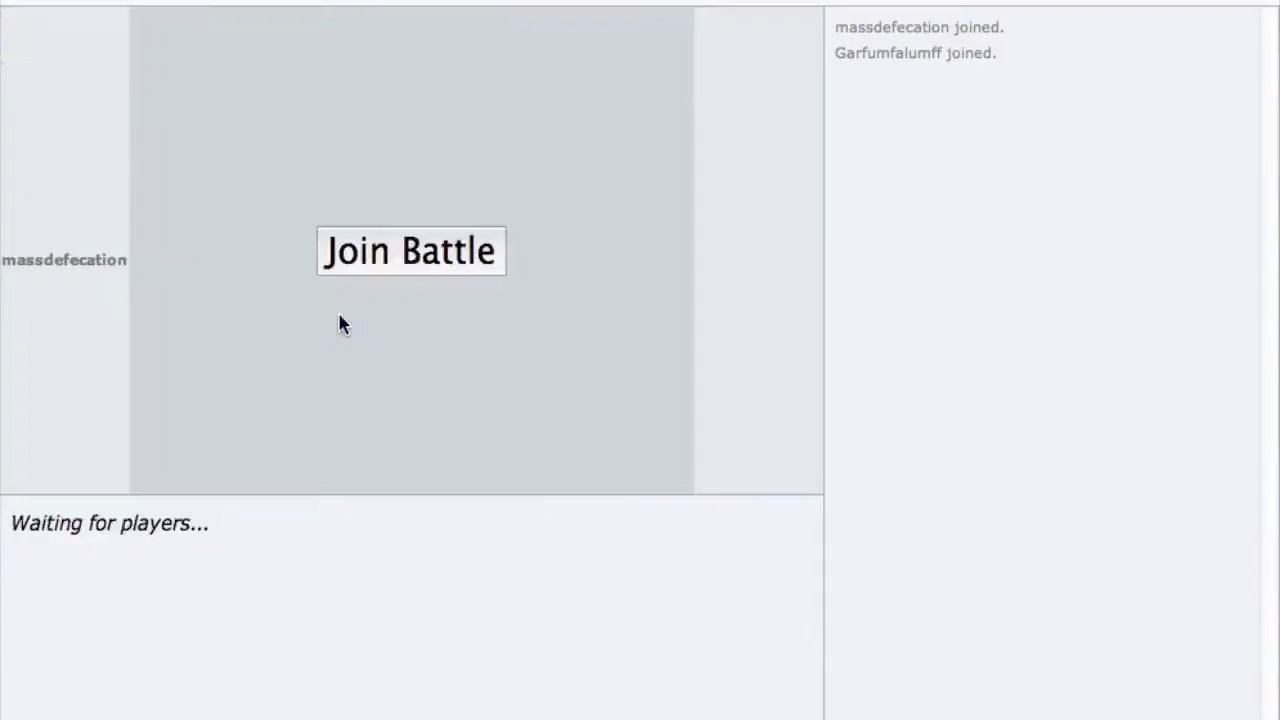 massdefecation joined.
Garfumfalumff joined.
Join Battle
massdefecation
Waiting for players...